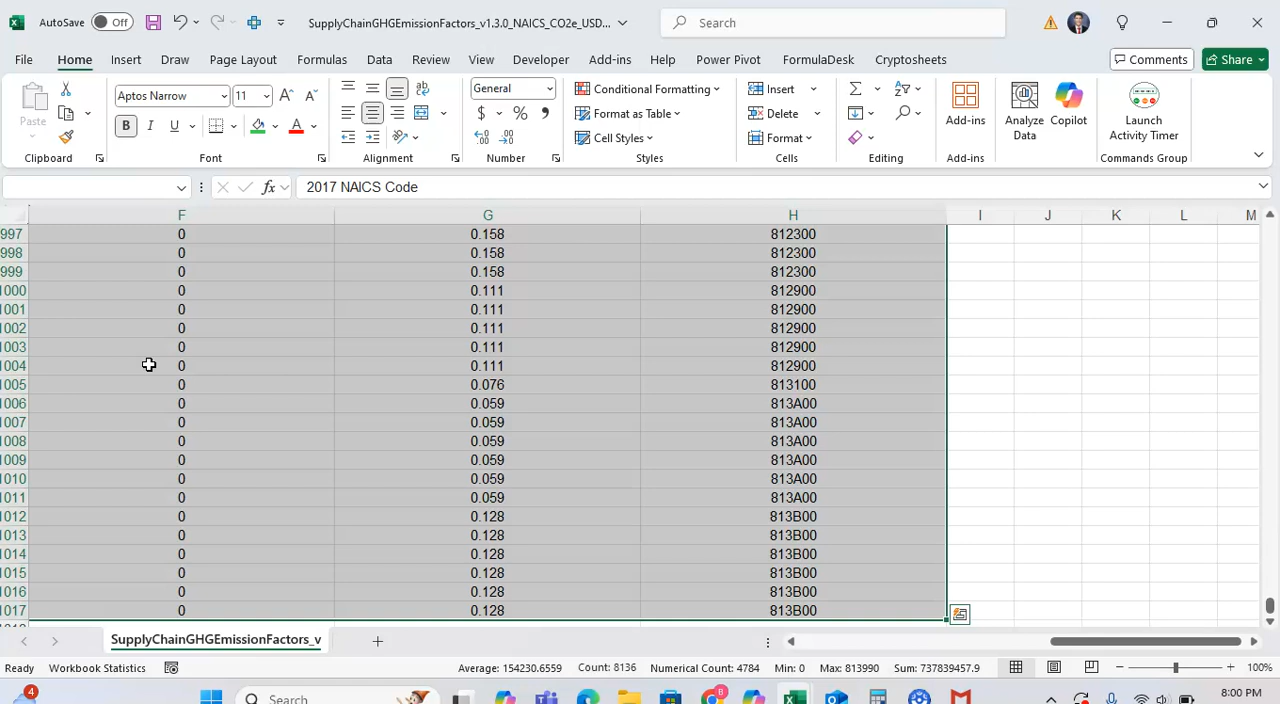 AutoSave Off SupplyChainGHGEmissionFactors_v1.3.0_NAICS_CO2e_USD... Search
File Home Insert Draw Page Layout Formulas Data Review View Developer Add-ins Help Power Pivot FormulaDesk Cryptosheets Comments Share
Paste Aptos Narrow 11 General Conditional Formatting Insert
Format as Table Delete
B I U Cell Styles Format
Add-ins Analyze Data Copilot Launch Activity Timer
Clipboard Font Alignment Number Styles Cells Editing Add-ins Commands Group
fx 2017 NAICS Code
F G H I J K L M
997 0 0.158 812300
998 0 0.158 812300
999 0 0.158 812300
1000 0 0.111 812900
1001 0 0.111 812900
1002 0 0.111 812900
1003 0 0.111 812900
1004 0 0.111 812900
1005 0 0.076 813100
1006 0 0.059 813A00
1007 0 0.059 813A00
1008 0 0.059 813A00
1009 0 0.059 813A00
1010 0 0.059 813A00
1011 0 0.059 813A00
1012 0 0.128 813B00
1013 0 0.128 813B00
1014 0 0.128 813B00
1015 0 0.128 813B00
1016 0 0.128 813B00
1017 0 0.128 813B00
SupplyChainGHGEmissionFactors_v
Ready Workbook Statistics Average: 154230.6559 Count: 8136 Numerical Count: 4784 Min: 0 Max: 813990 Sum: 737839457.9 100%
4 Search 8 8:00 PM